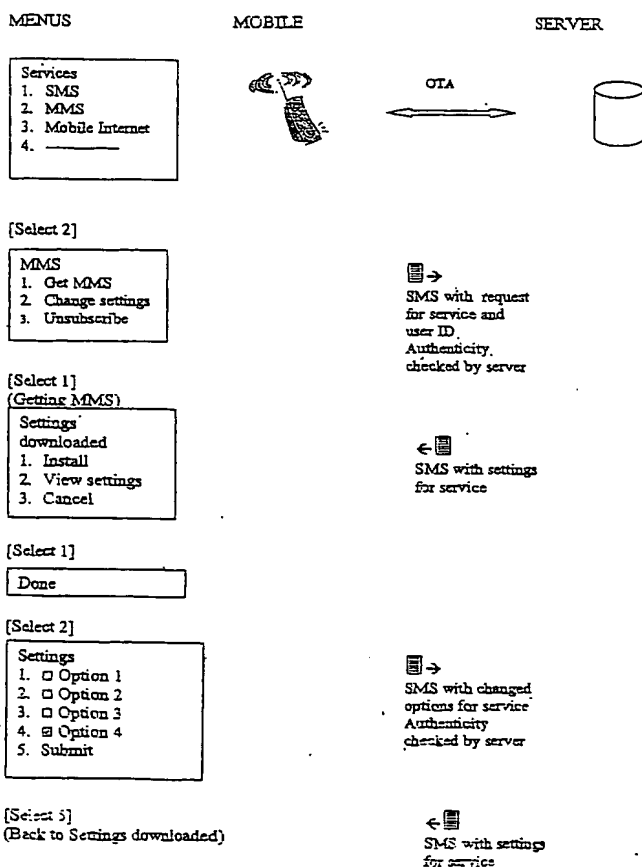 MENUS
MOBILE
SERVER
Services
1. SMS
2. MMS
3. Mobile Internet
4.
OTA
[Select 2]
MMS
1. Get MMS
2. Change settings
3. Unsubscribe
SMS with request
for service and
user ID.
Authenticity
checked by server
[Select 1]
(Getting MMS)
Settings
downloaded
1. Install
2. View settings
3. Cancel
SMS with settings
for service
[Select 1]
Done
[Select 2]
Settings
1. □ Option 1
2. □ Option 2
3. □ Option 3
4. ☑ Option 4
5. Submit
SMS with changed
options for service
Authenticity
checked by server
[Select 5]
(Back to Settings downloaded)
SMS with settings
for service